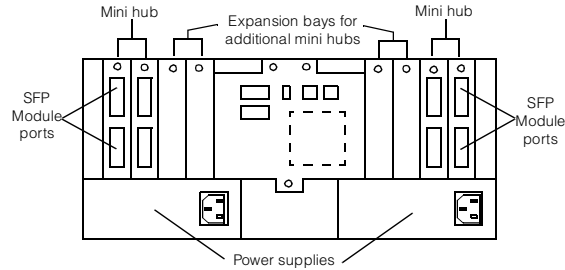 Mini hub
Expansion bays for
additional mini hubs
Mini hub
SFP
Module
ports
SFP
Module
ports
Power supplies